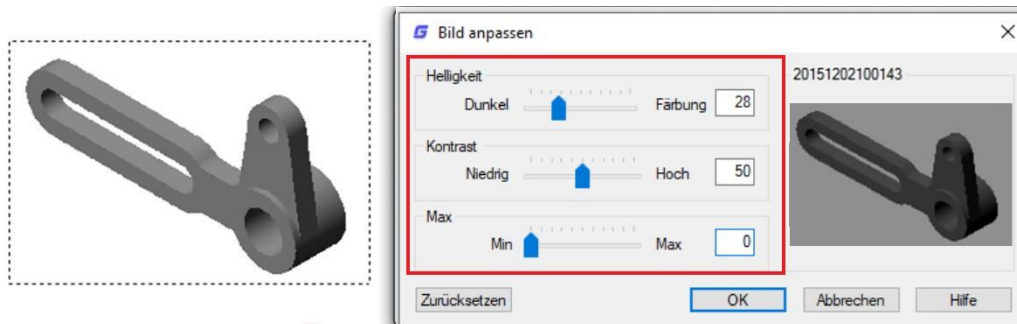 Bild anpassen
20151202100143
Helligkeit
Dunkel Färbung 28
Kontrast
Niedrig Hoch 50
Max
Min Max 0
Zurücksetzen OK Abbrechen Hilfe